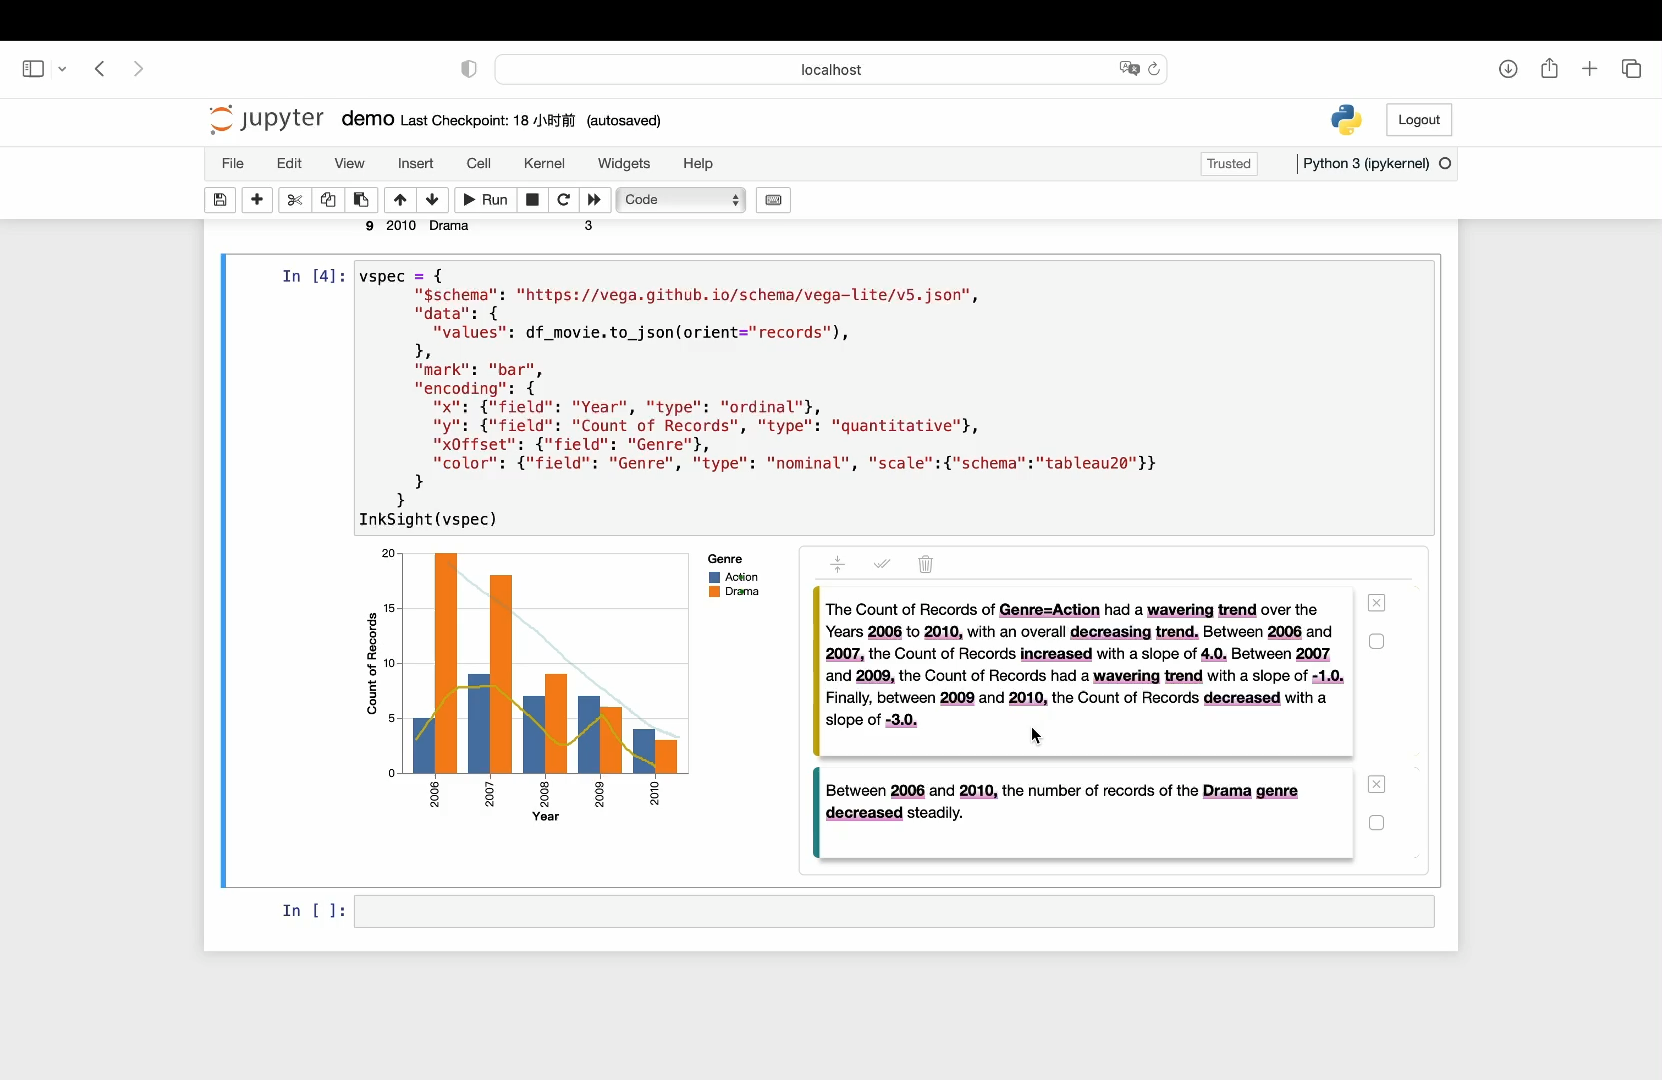 localhost
jupyter demo Last Checkpoint: 18 小时前 (autosaved)
Logout
File Edit View Insert Cell Kernel Widgets Help
Trusted
Python 3 (ipykernel)
Run
Code
9 2010 Drama 3
In [4]:
vspec = {
"$schema": "https://vega.github.io/schema/vega-lite/v5.json",
"data": {
"values": df_movie.to_json(orient="records"),
},
"mark": "bar",
"encoding": {
"x": {"field": "Year", "type": "ordinal"},
"y": {"field": "Count of Records", "type": "quantitative"},
"xOffset": {"field": "Genre"},
"color": {"field": "Genre", "type": "nominal", "scale":{"schema":"tableau20"}}
}
}
InkSight(vspec)
20
15
10
5
0
Count of Records
2006
2007
2008
2009
2010
Year
Genre
Action
Drama
The Count of Records of Genre=Action had a wavering trend over the
Years 2006 to 2010, with an overall decreasing trend. Between 2006 and
2007, the Count of Records increased with a slope of 4.0. Between 2007
and 2009, the Count of Records had a wavering trend with a slope of -1.0.
Finally, between 2009 and 2010, the Count of Records decreased with a
slope of -3.0.
Between 2006 and 2010, the number of records of the Drama genre
decreased steadily.
In [ ]: